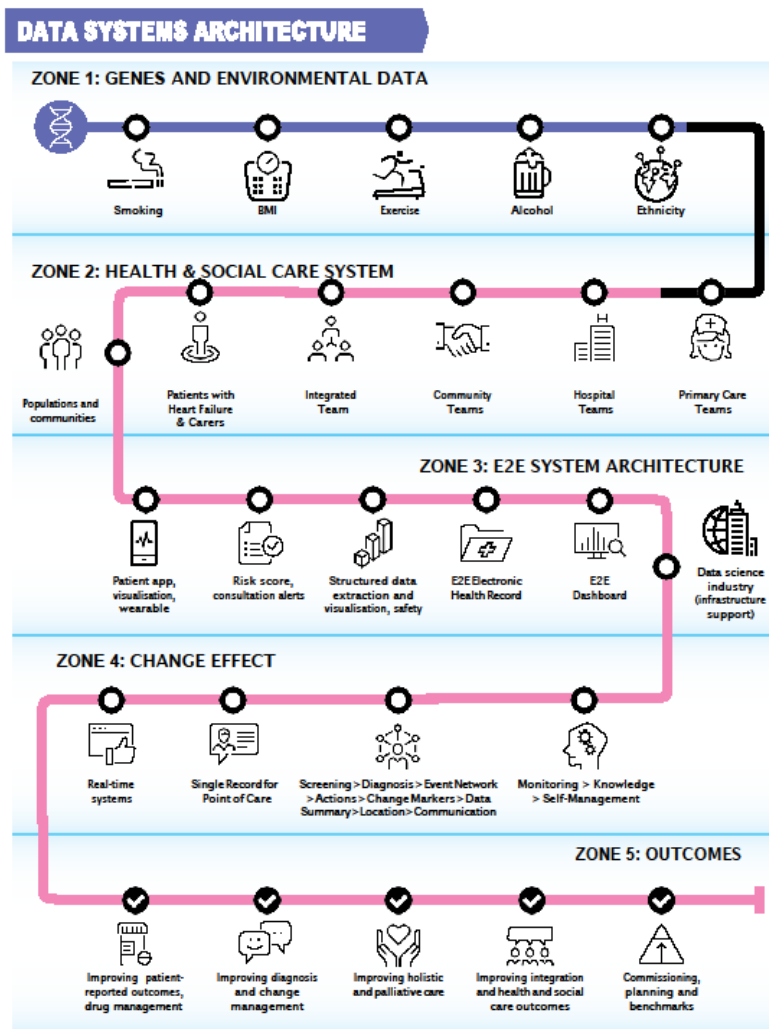 DATA SYSTEMS ARCHITECTURE
ZONE 1: GENES AND ENVIRONMENTAL DATA
Smoking
BMI
Exercise
Alcohol
Ethnicity
ZONE 2: HEALTH & SOCIAL CARE SYSTEM
H
Populations and
communities
Patients with
Heart Failure
& Carers
Integrated
Team
Community
Teams
Hospital
Teams
Primary Care
Teams
ZONE 3: E2E SYSTEM ARCHITECTURE
Patient app,
visualisation,
wearable
Risk score,
consultation alerts
Structured data
extraction and
visualisation, safety
E2E Electronic
Health Record
E2E
Dashboard
Data science
industry
(infrastructure
support)
ZONE 4: CHANGE EFFECT
Real-time
systems
Single Record for
Point of Care
Screening > Diagnosis > Event Network
> Actions > Change Markers > Data
Summary > Location > Communication
Monitoring > Knowledge
> Self-Management
ZONE 5: OUTCOMES
Improving patient-
reported outcomes,
drug management
Improving diagnosis
and change
management
Improving holistic
and palliative care
Improving integration
and health and social
care outcomes
Commissioning,
planning and
benchmarks